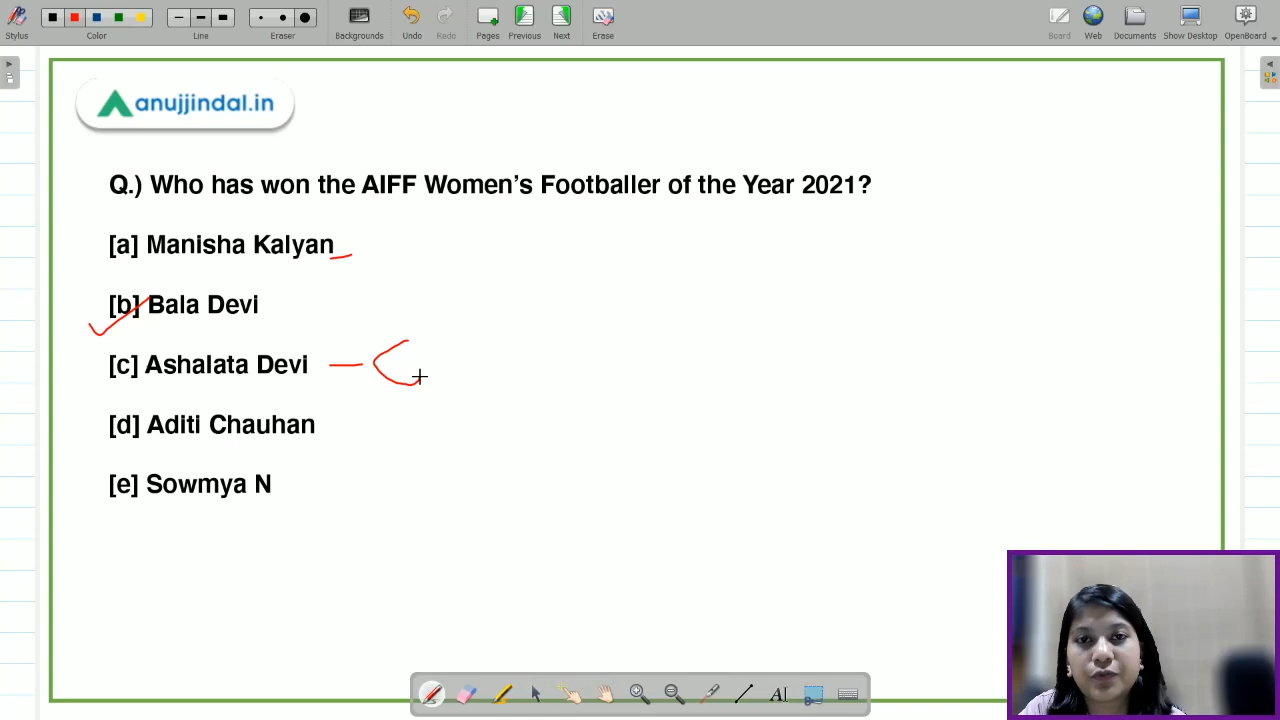 Stylus Color Line Eraser Backgrounds Undo Redo Pages Previous Next Erase Board Web Documents Show Desktop OpenBoard
anujjindal.in
Q.) Who has won the AIFF Women's Footballer of the Year 2021?
[a] Manisha Kalyan
[b] Bala Devi
[c] Ashalata Devi
[d] Aditi Chauhan
[e] Sowmya N